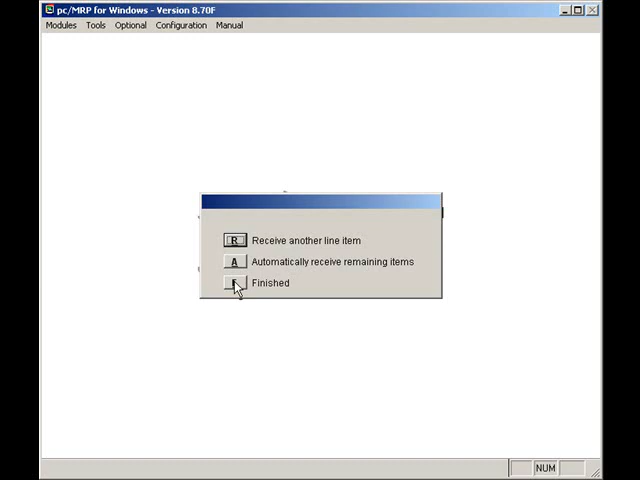 pc/MRP for Windows - Version 8.70F
Modules Tools Optional Configuration Manual
R Receive another line item
A Automatically receive remaining items
F Finished
NUM